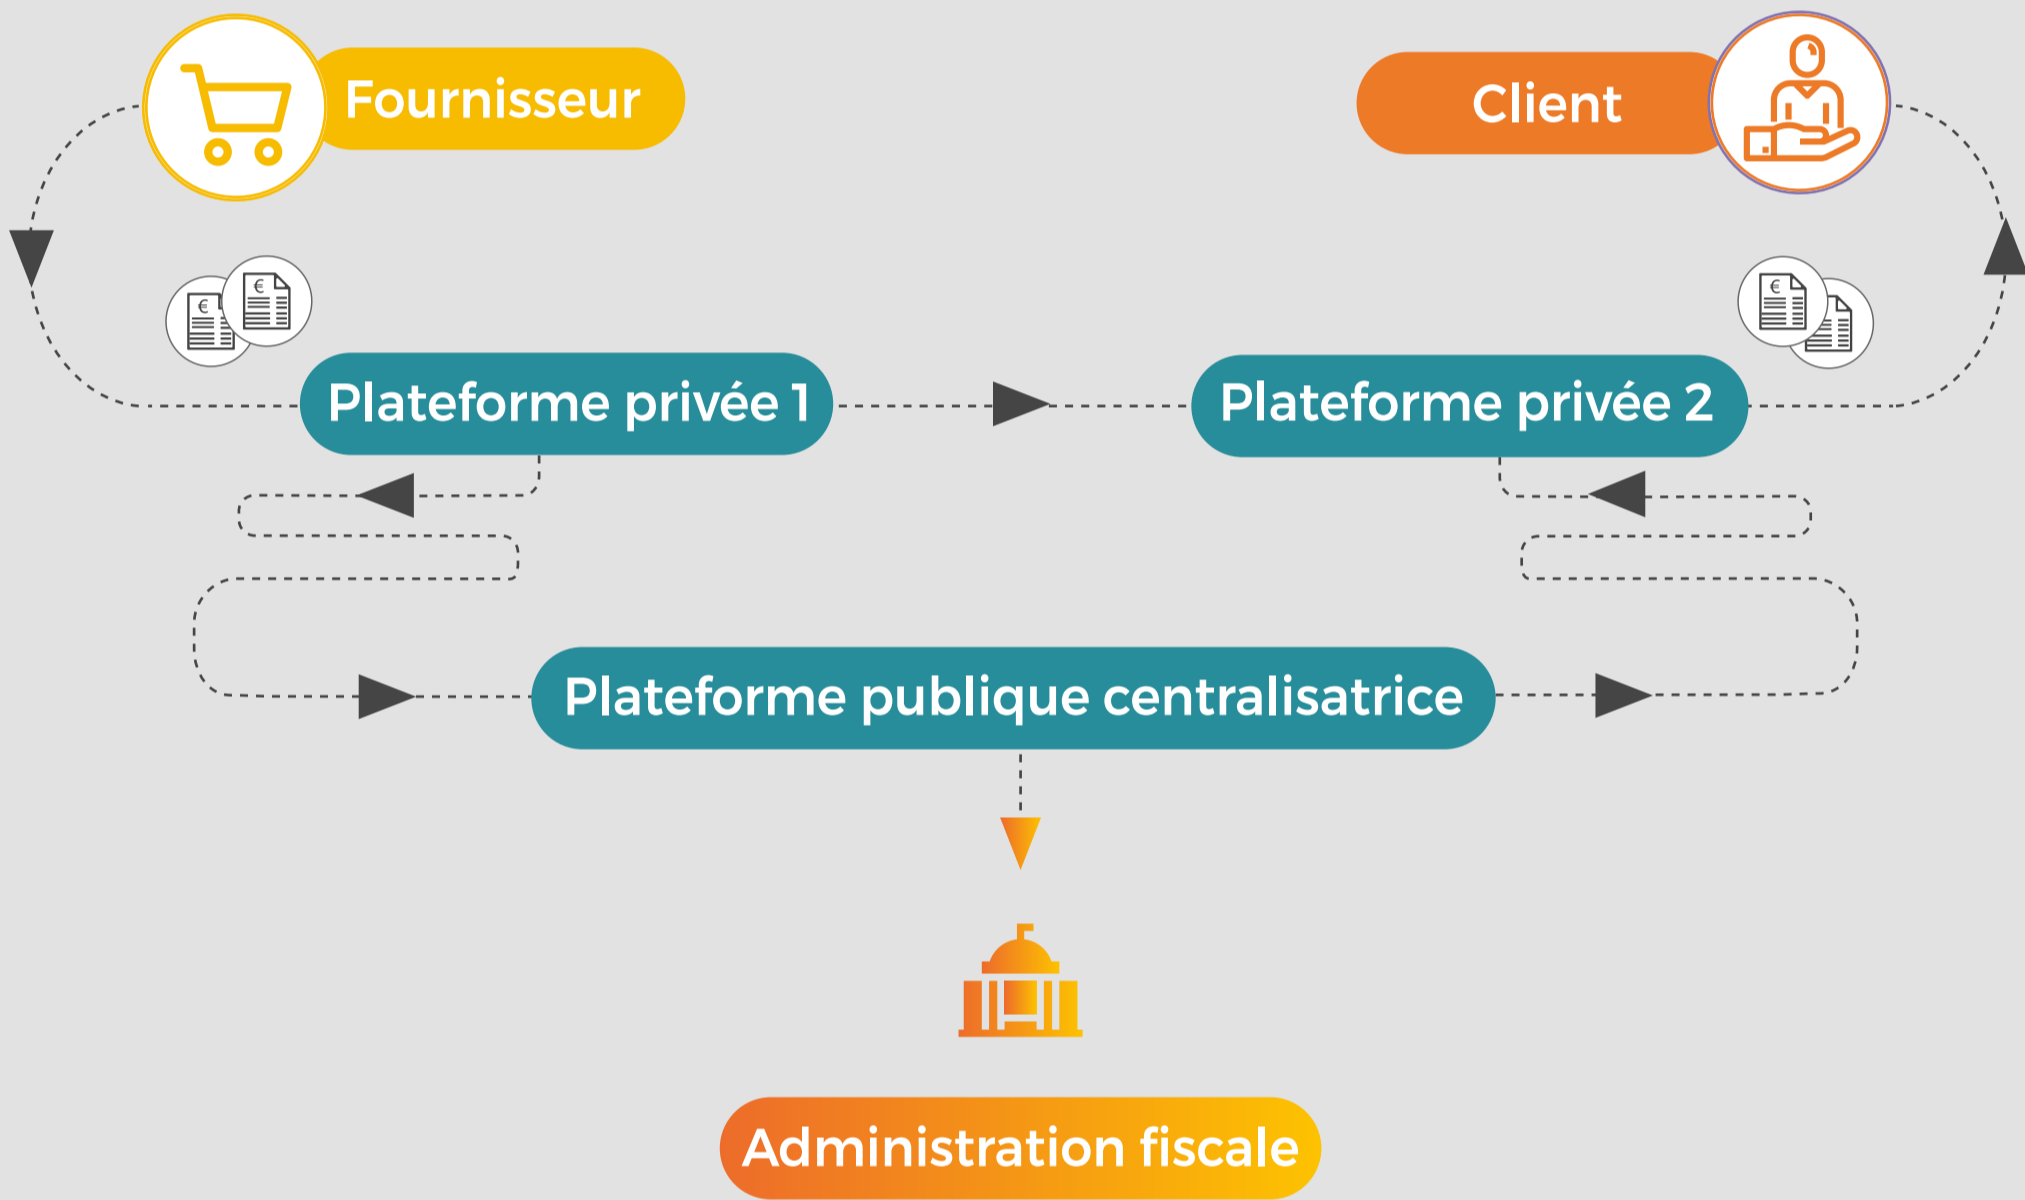 Fournisseur
Client
€
€
€
Plateforme privée 1
Plateforme privée 2
Plateforme publique centralisatrice
Administration fiscale